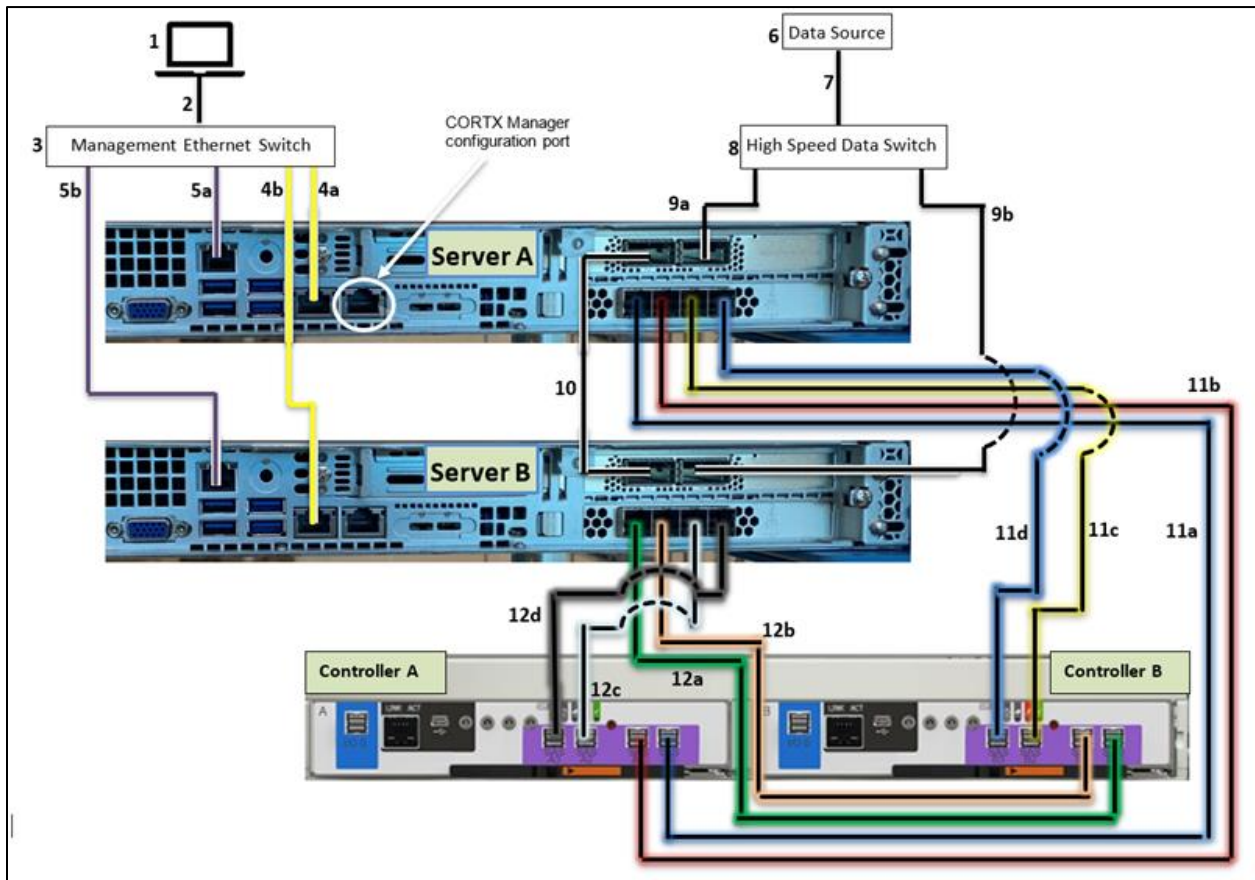 1
6 Data Source
2
7
CORTX Manager
configuration port
3 Management Ethernet Switch
8 High Speed Data Switch
5b
5a
4b
4a
9a
9b
Server A
10
11b
Server B
11d
11c
11a
12d
12b
Controller A
12c
12a
Controller B
A
LINK ACT
B